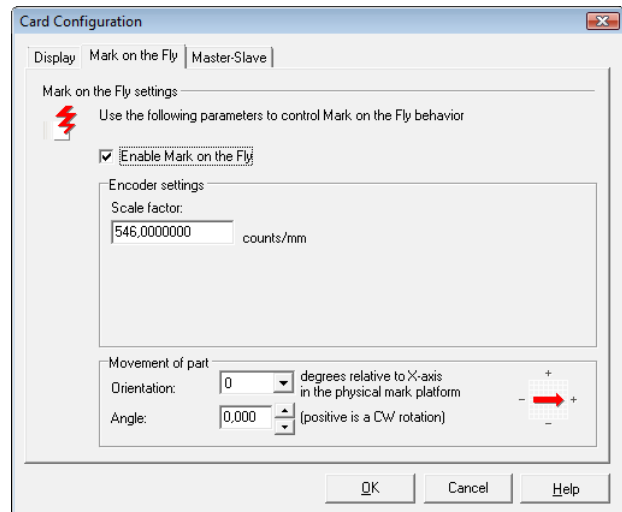 Card Configuration
Display Mark on the Fly Master-Slave
Mark on the Fly settings
Use the following parameters to control Mark on the Fly behavior
Enable Mark on the Fly
Encoder settings
Scale factor:
546,0000000 counts/mm
Movement of part
Orientation: 0 degrees relative to X-axis
in the physical mark platform
Angle: 0,000 (positive is a CW rotation)
+
- +
-
OK Cancel Help